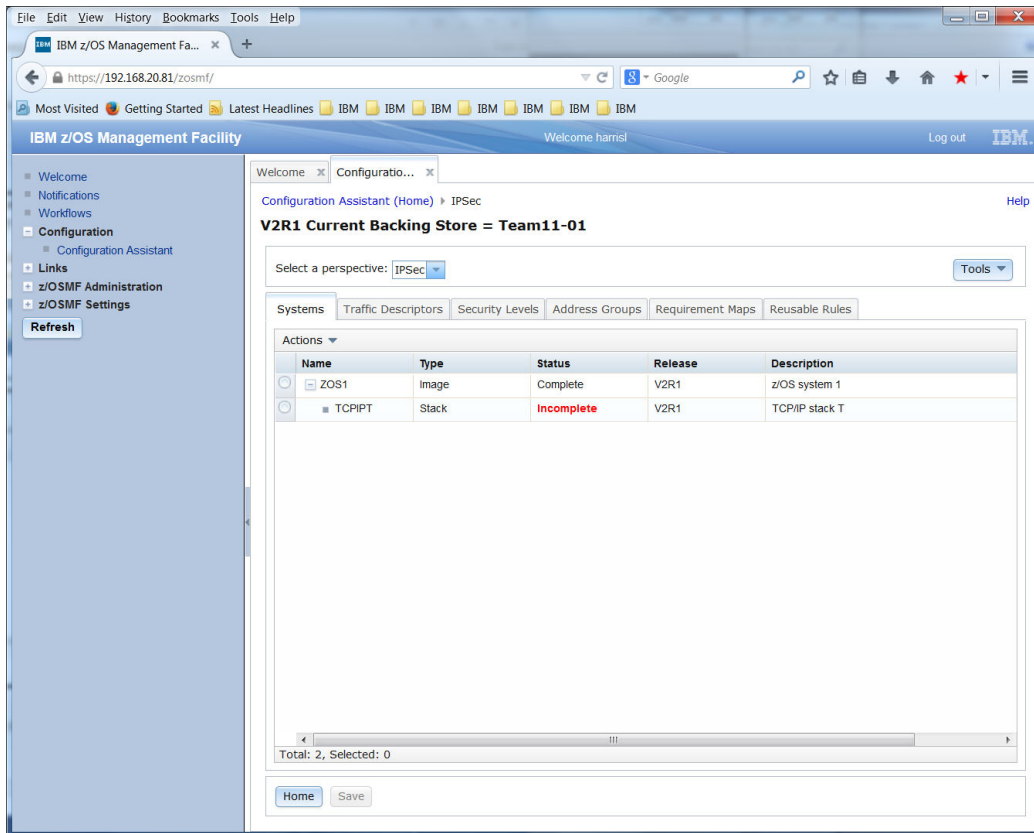 File Edit View History Bookmarks Tools Help
IBM IBM z/OS Management Fa... × +
https://192.168.20.81/zosmf/ 8 Google
Most Visited Getting Started Latest Headlines IBM IBM IBM IBM IBM IBM IBM
IBM z/OS Management Facility Welcome harrisl Log out IBM.
Welcome
Notifications
Workflows
Configuration
Configuration Assistant
Links
z/OSMF Administration
z/OSMF Settings
Refresh
Welcome x Configuratio... x
Configuration Assistant (Home) IPSec Help
V2R1 Current Backing Store = Team11-01
Select a perspective: IPSec Tools
Systems Traffic Descriptors Security Levels Address Groups Requirement Maps Reusable Rules
Actions
Name Type Status Release Description
ZOS1 Image Complete V2R1 z/OS system 1
TCPIPT Stack Incomplete V2R1 TCP/IP stack T
Total: 2, Selected: 0
Home Save